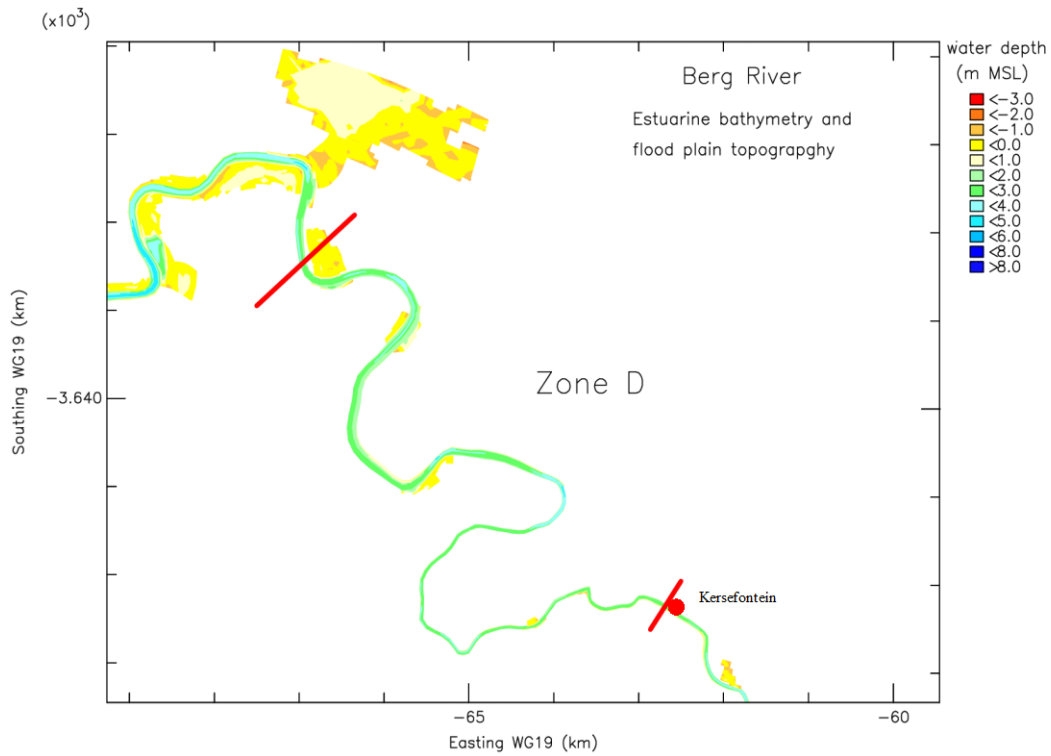 (x10³)
Berg River
Estuarine bathymetry and
flood plain topograpghy
water depth
(m MSL)
<-3.0
<-2.0
<-1.0
<0.0
<1.0
<2.0
<3.0
<4.0
<5.0
<6.0
<8.0
>8.0
Southing WG19 (km)
-3.640
Zone D
Kersefontein
-65
-60
Easting WG19 (km)